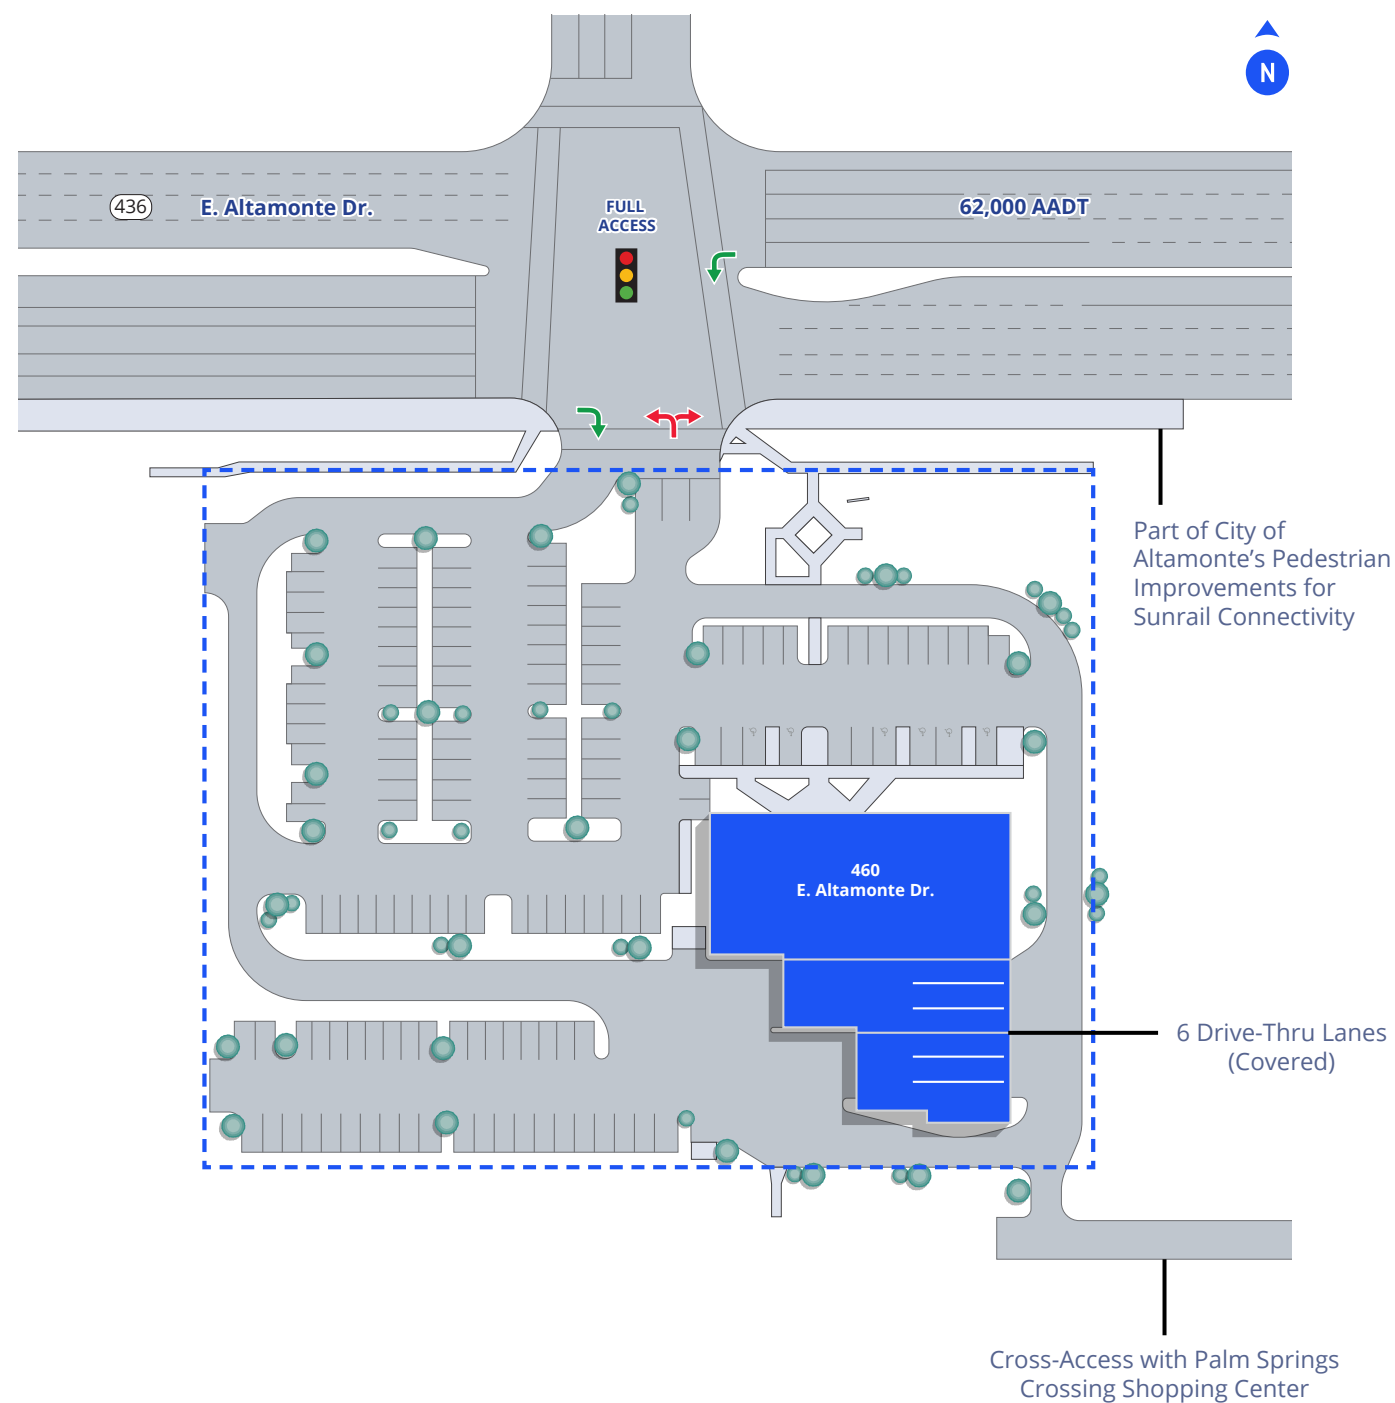 N
436
E. Altamonte Dr.
FULL
ACCESS
62,000 AADT
Part of City of
Altamonte’s Pedestrian
Improvements for
Sunrail Connectivity
460
E. Altamonte Dr.
6 Drive-Thru Lanes
(Covered)
Cross-Access with Palm Springs
Crossing Shopping Center